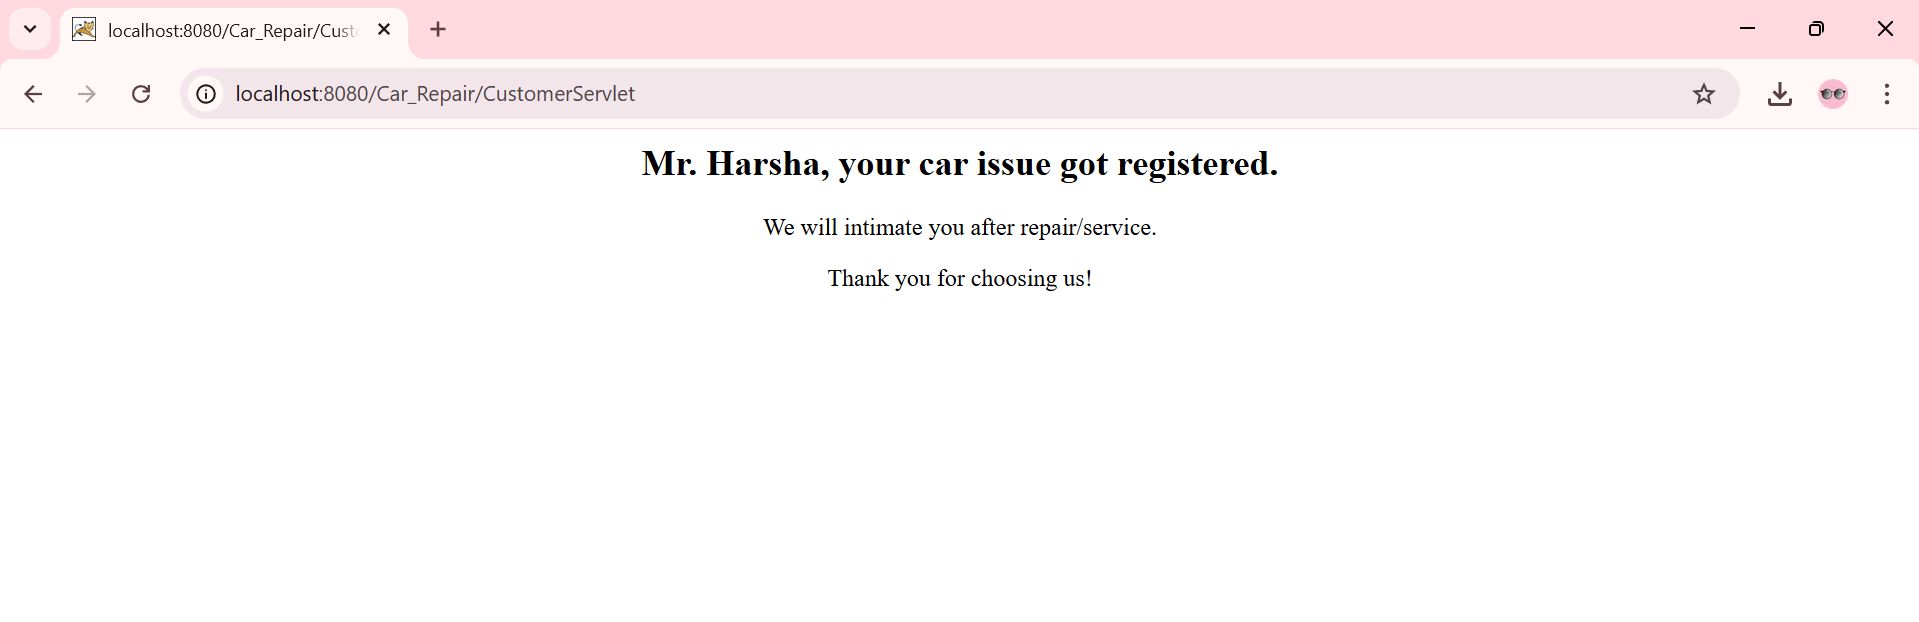 localhost:8080/Car_Repair/Cust
localhost:8080/Car_Repair/CustomerServlet
Mr. Harsha, your car issue got registered.
We will intimate you after repair/service.
Thank you for choosing us!